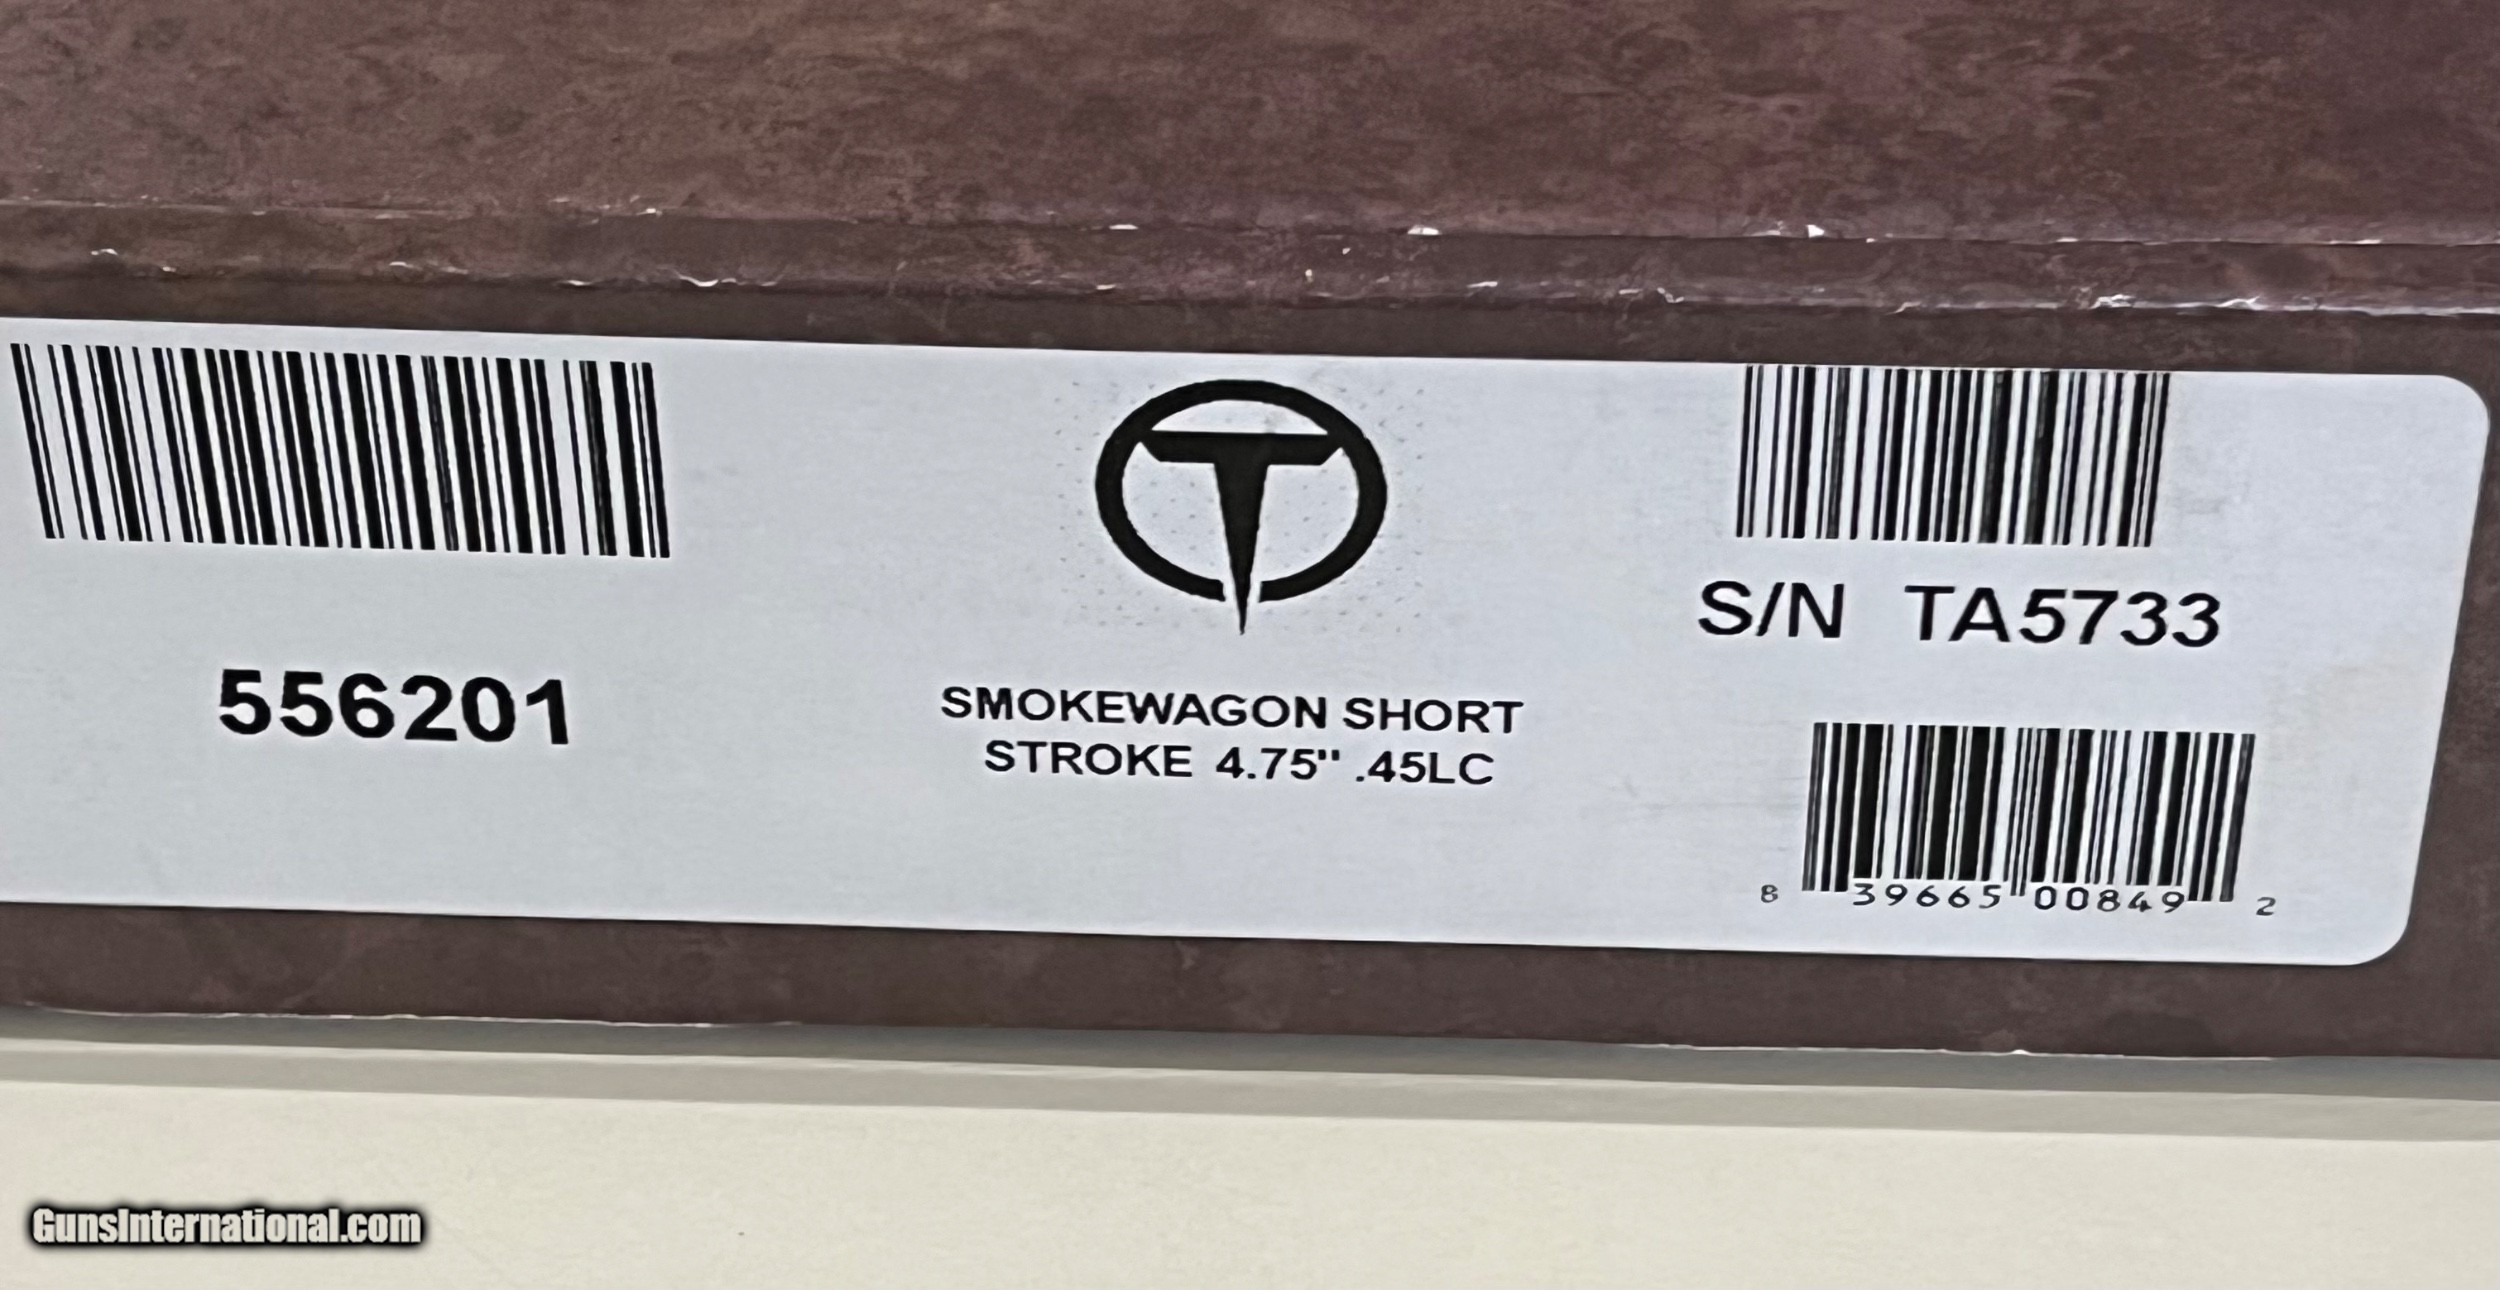 556201
SMOKEWAGON SHORT
STROKE 4.75" .45LC
S/N TA5733
8 39665 00849 2
GunsInternational.com